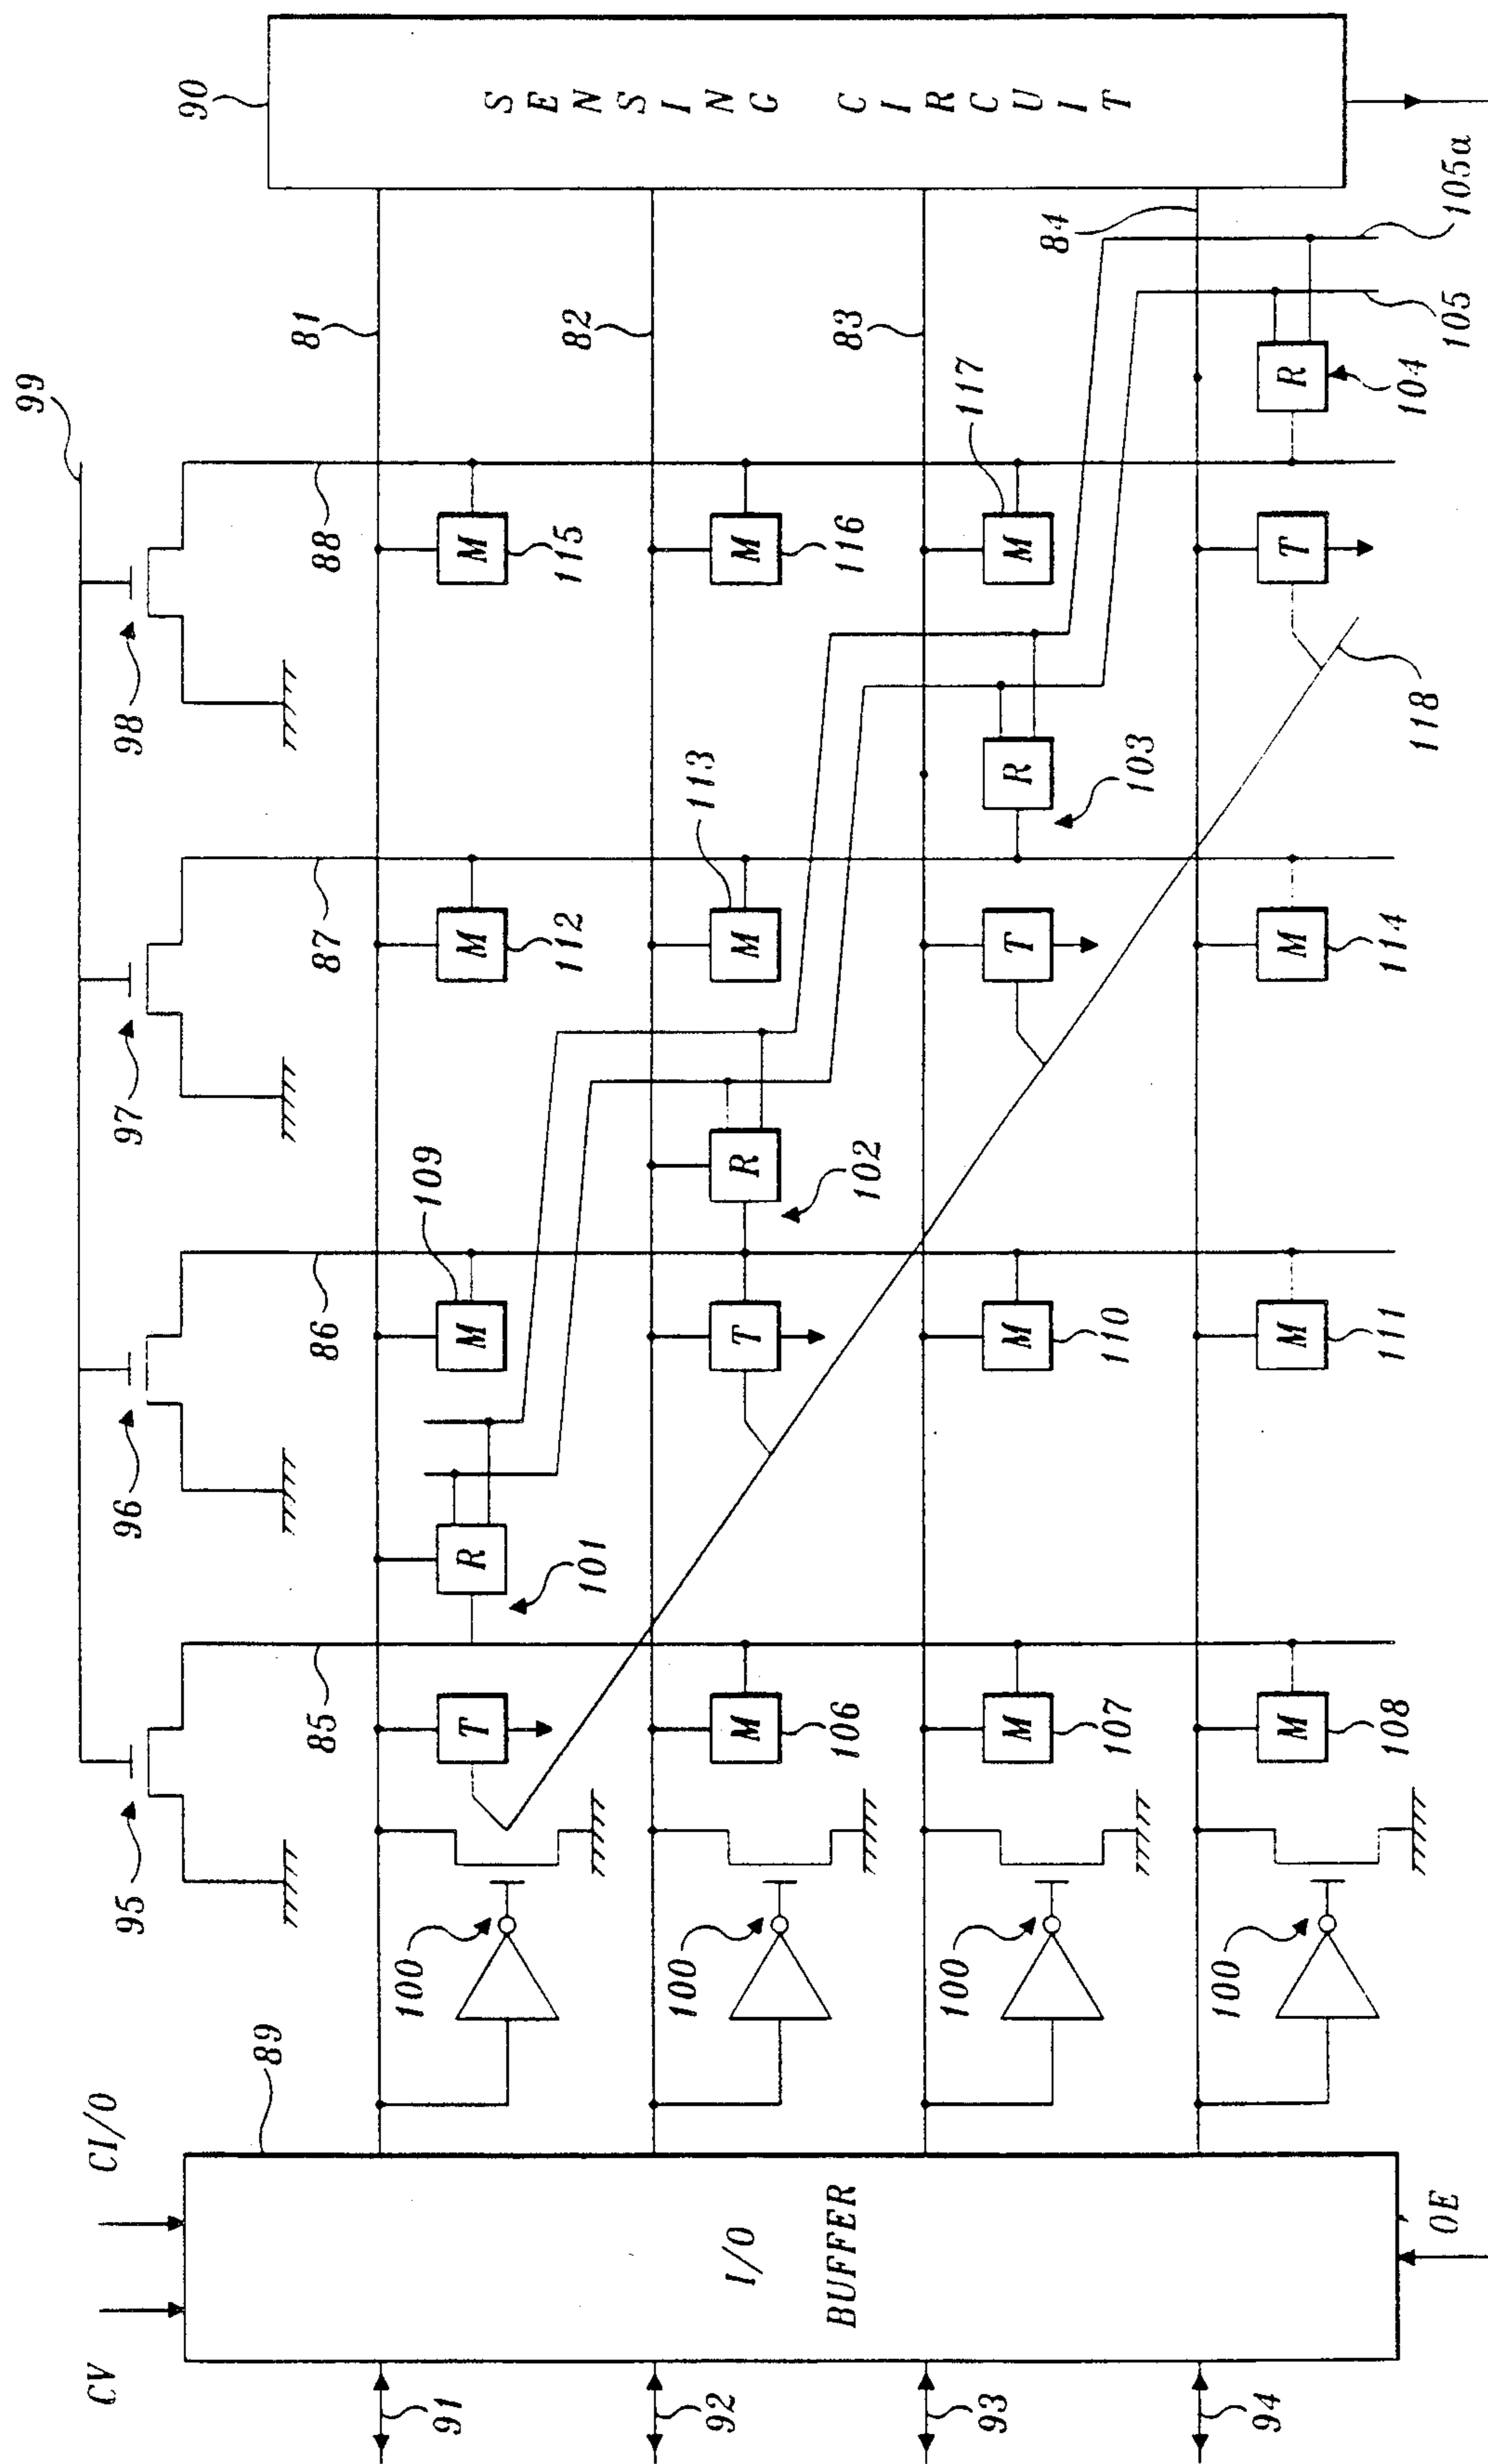 99
CV CI/O
95 96 97 98
90
89
85 86 87 88 81
100 109
91
T R M M M
SENSING CIRCUIT
101 112 115
82
100 113
92
I/O
BUFFER
M T R M M
106 102 116
83
100 117
93
M M T R M
107 110 103
84
100
94
M M M T R
108 111 114 118 104
OE
105 105a